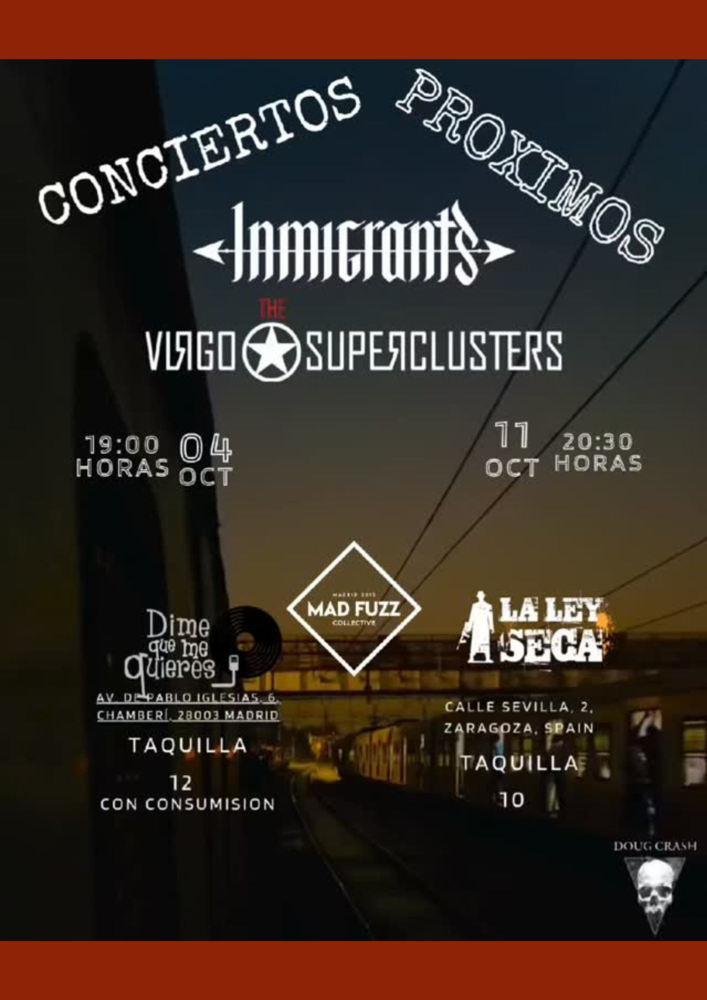 CONCIERTOS PROXIMOS
InmIGrantS
THE
VIRGO SUPERCLUSTERS
19:00
HORAS
04
OCT
11
OCT
20:30
HORAS
Dime
que me
quieres
AV. DE PABLO IGLESIAS, 6,
CHAMBERÍ, 28003 MADRID
TAQUILLA
12
CON CONSUMISION
MAD FUZZ
COLLECTIVE
LA LEY
SECA
CALLE SEVILLA, 2,
ZARAGOZA, SPAIN
TAQUILLA
10
DOUG CRASH